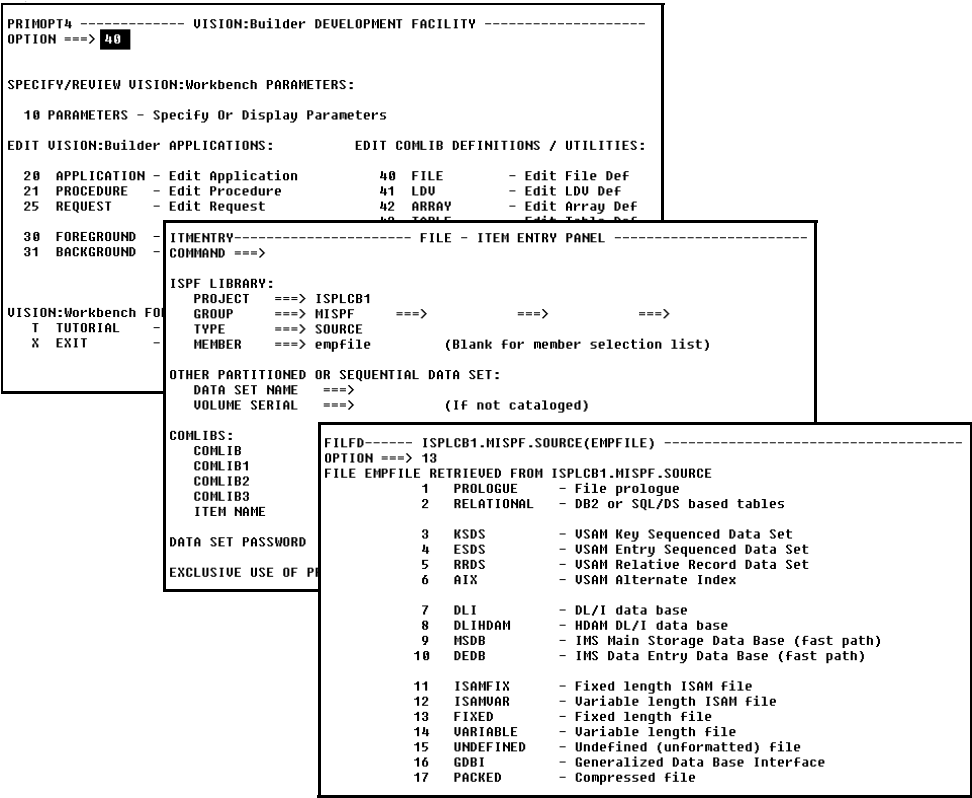 PRIMOPT4 ------------- VISION:Builder DEVELOPMENT FACILITY --------------------
OPTION ===> 40
SPECIFY/REVIEW VISION:Workbench PARAMETERS:
10 PARAMETERS - Specify Or Display Parameters
EDIT VISION:Builder APPLICATIONS: EDIT COMLIB DEFINITIONS / UTILITIES:
20 APPLICATION - Edit Application 40 FILE - Edit File Def
21 PROCEDURE - Edit Procedure 41 LDV - Edit LDV Def
25 REQUEST - Edit Request 42 ARRAY - Edit Array Def
30 FOREGROUND -
31 BACKGROUND -
VISION:Workbench FO
T TUTORIAL -
X EXIT -
ITMENTRY---------------------- FILE - ITEM ENTRY PANEL ------------------------
COMMAND ===>
ISPF LIBRARY:
PROJECT ===> ISPLCB1
GROUP ===> MISPF ===> ===> ===>
TYPE ===> SOURCE
MEMBER ===> empfile (Blank for member selection list)
OTHER PARTITIONED OR SEQUENTIAL DATA SET:
DATA SET NAME ===>
VOLUME SERIAL ===> (If not cataloged)
COMLIBS:
COMLIB
COMLIB1
COMLIB2
COMLIB3
ITEM NAME
DATA SET PASSWORD
EXCLUSIVE USE OF P
FILFD------ ISPLCB1.MISPF.SOURCE(EMPFILE) -------------------------------------
OPTION ===> 13
FILE EMPFILE RETRIEVED FROM ISPLCB1.MISPF.SOURCE
1 PROLOGUE - File prologue
2 RELATIONAL - DB2 or SQL/DS based tables
3 KSDS - VSAM Key Sequenced Data Set
4 ESDS - VSAM Entry Sequenced Data Set
5 RRDS - VSAM Relative Record Data Set
6 AIX - VSAM Alternate Index
7 DLI - DL/I data base
8 DLIHDAM - HDAM DL/I data base
9 MSDB - IMS Main Storage Data Base (fast path)
10 DEDB - IMS Data Entry Data Base (fast path)
11 ISAMFIX - Fixed length ISAM file
12 ISAMVAR - Variable length ISAM file
13 FIXED - Fixed length file
14 VARIABLE - Variable length file
15 UNDEFINED - Undefined (unformatted) file
16 GDBI - Generalized Data Base Interface
17 PACKED - Compressed file